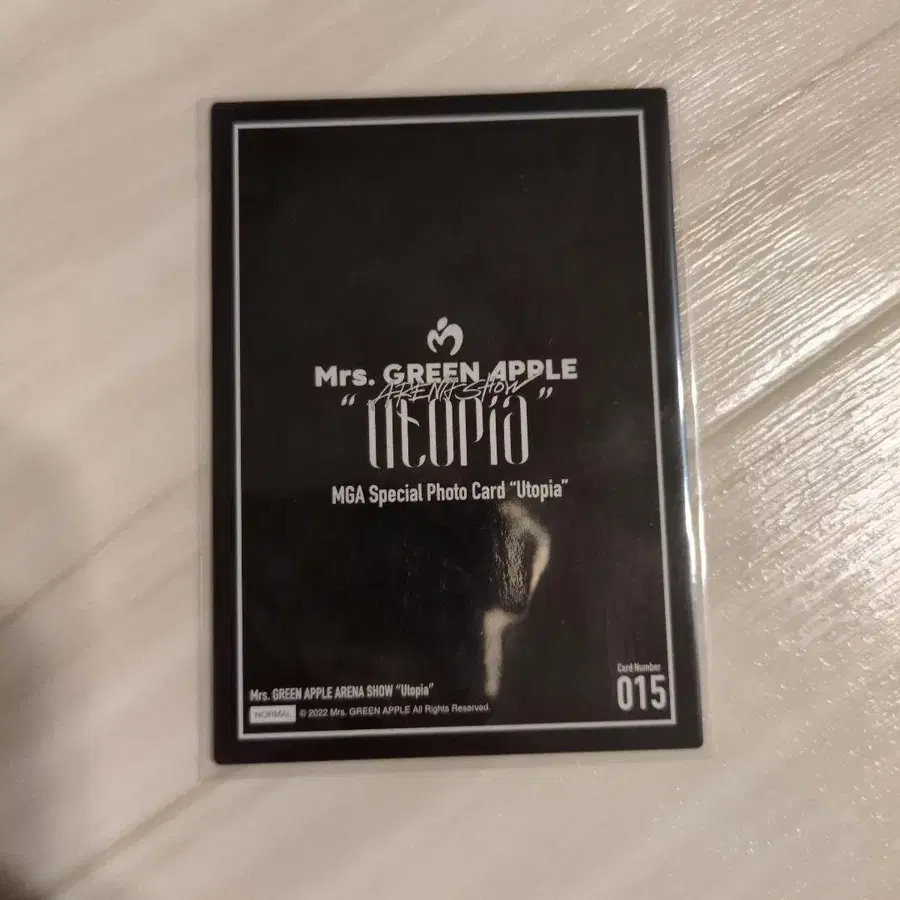 Mrs. GREEN APPLE
ARENA SHOW
“Utopia”
MGA Special Photo Card “Utopia”
Card Number
015
Mrs. GREEN APPLE ARENA SHOW “Utopia”
NORMAL © 2022 Mrs. GREEN APPLE All Rights Reserved.